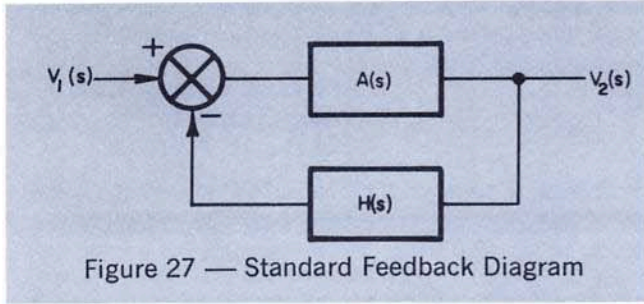 +
V₁(s)
A(s)
V₂(s)
−
H(s)
Figure 27 — Standard Feedback Diagram